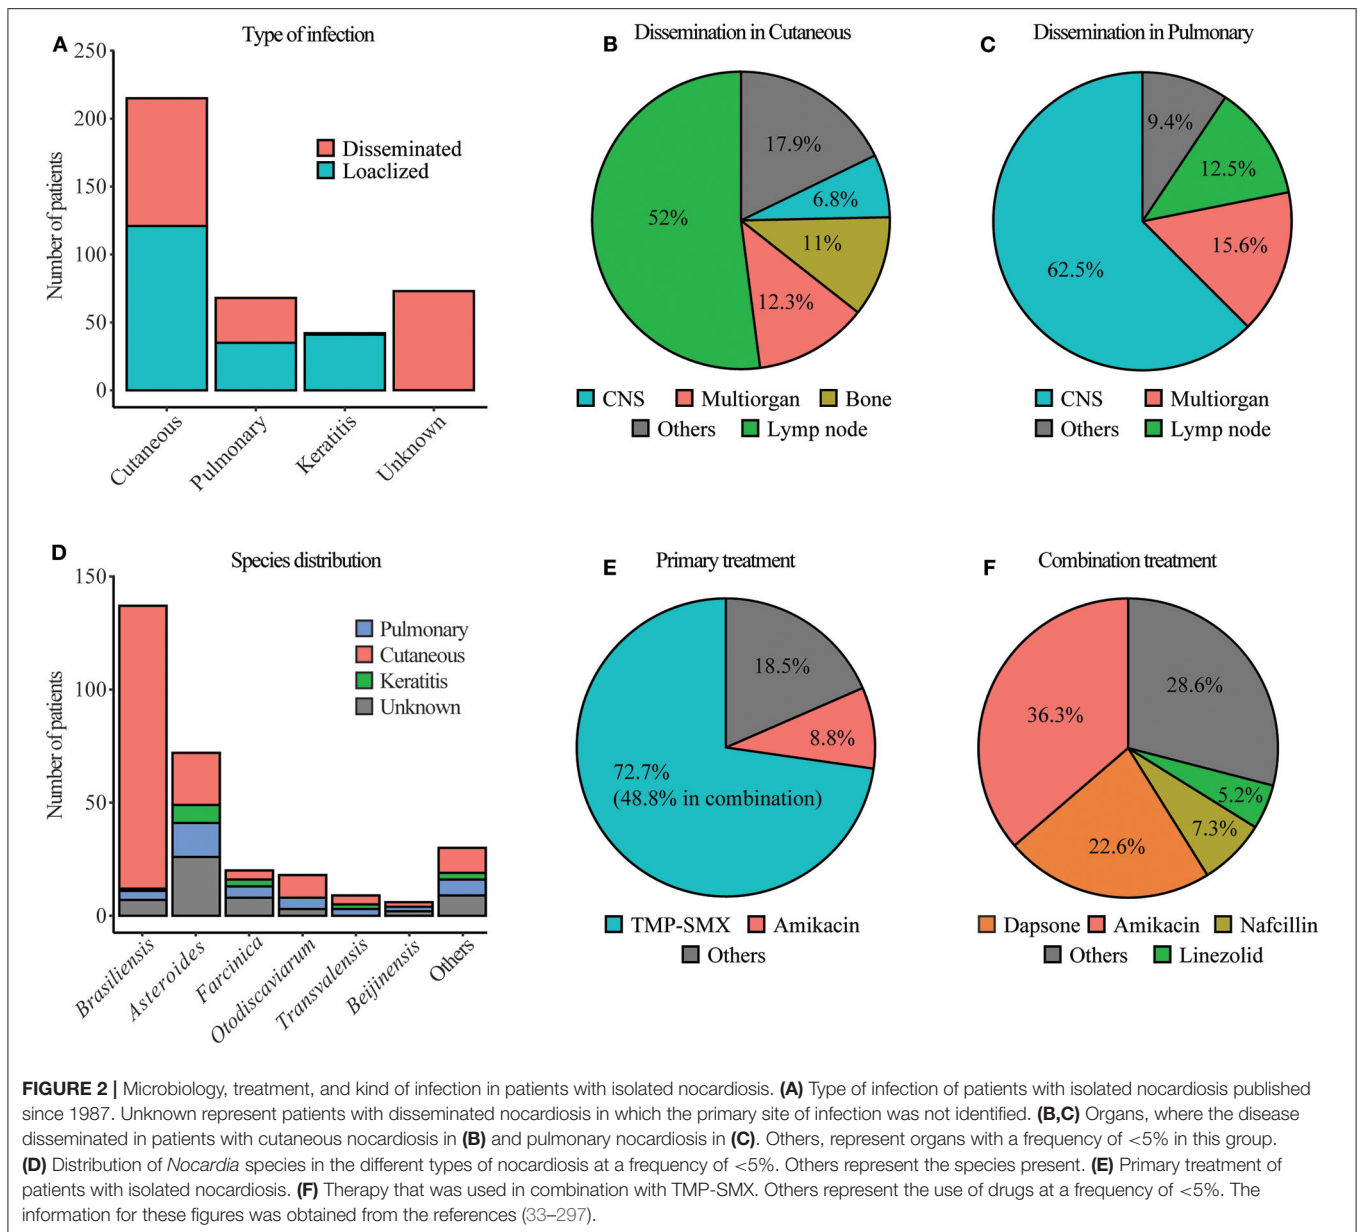 A
Type of infection
250
200
150
100
50
0
Number of patients
Disseminated
Loaclized
Cutaneous
Pulmonary
Keratitis
Unknown
B
Dissemination in Cutaneous
17.9%
6.8%
11%
12.3%
52%
CNS Multiorgan Bone
Others Lymp node
C
Dissemination in Pulmonary
9.4%
12.5%
15.6%
62.5%
CNS Multiorgan
Others Lymp node
D
Species distribution
150
100
50
0
Number of patients
Pulmonary
Cutaneous
Keratitis
Unknown
Brasiliensis
Asteroides
Farcinica
Otodiscaviarum
Transvalensis
Beijinensis
Others
E
Primary treatment
18.5%
8.8%
72.7%
(48.8% in combination)
TMP-SMX Amikacin
Others
F
Combination treatment
28.6%
5.2%
7.3%
22.6%
36.3%
Dapsone Amikacin Nafcillin
Others Linezolid
FIGURE 2 | Microbiology, treatment, and kind of infection in patients with isolated nocardiosis. (A) Type of infection of patients with isolated nocardiosis published
since 1987. Unknown represent patients with disseminated nocardiosis in which the primary site of infection was not identified. (B,C) Organs, where the disease
disseminated in patients with cutaneous nocardiosis in (B) and pulmonary nocardiosis in (C). Others, represent organs with a frequency of <5% in this group.
(D) Distribution of Nocardia species in the different types of nocardiosis at a frequency of <5%. Others represent the species present. (E) Primary treatment of
patients with isolated nocardiosis. (F) Therapy that was used in combination with TMP-SMX. Others represent the use of drugs at a frequency of <5%. The
information for these figures was obtained from the references (33–297).